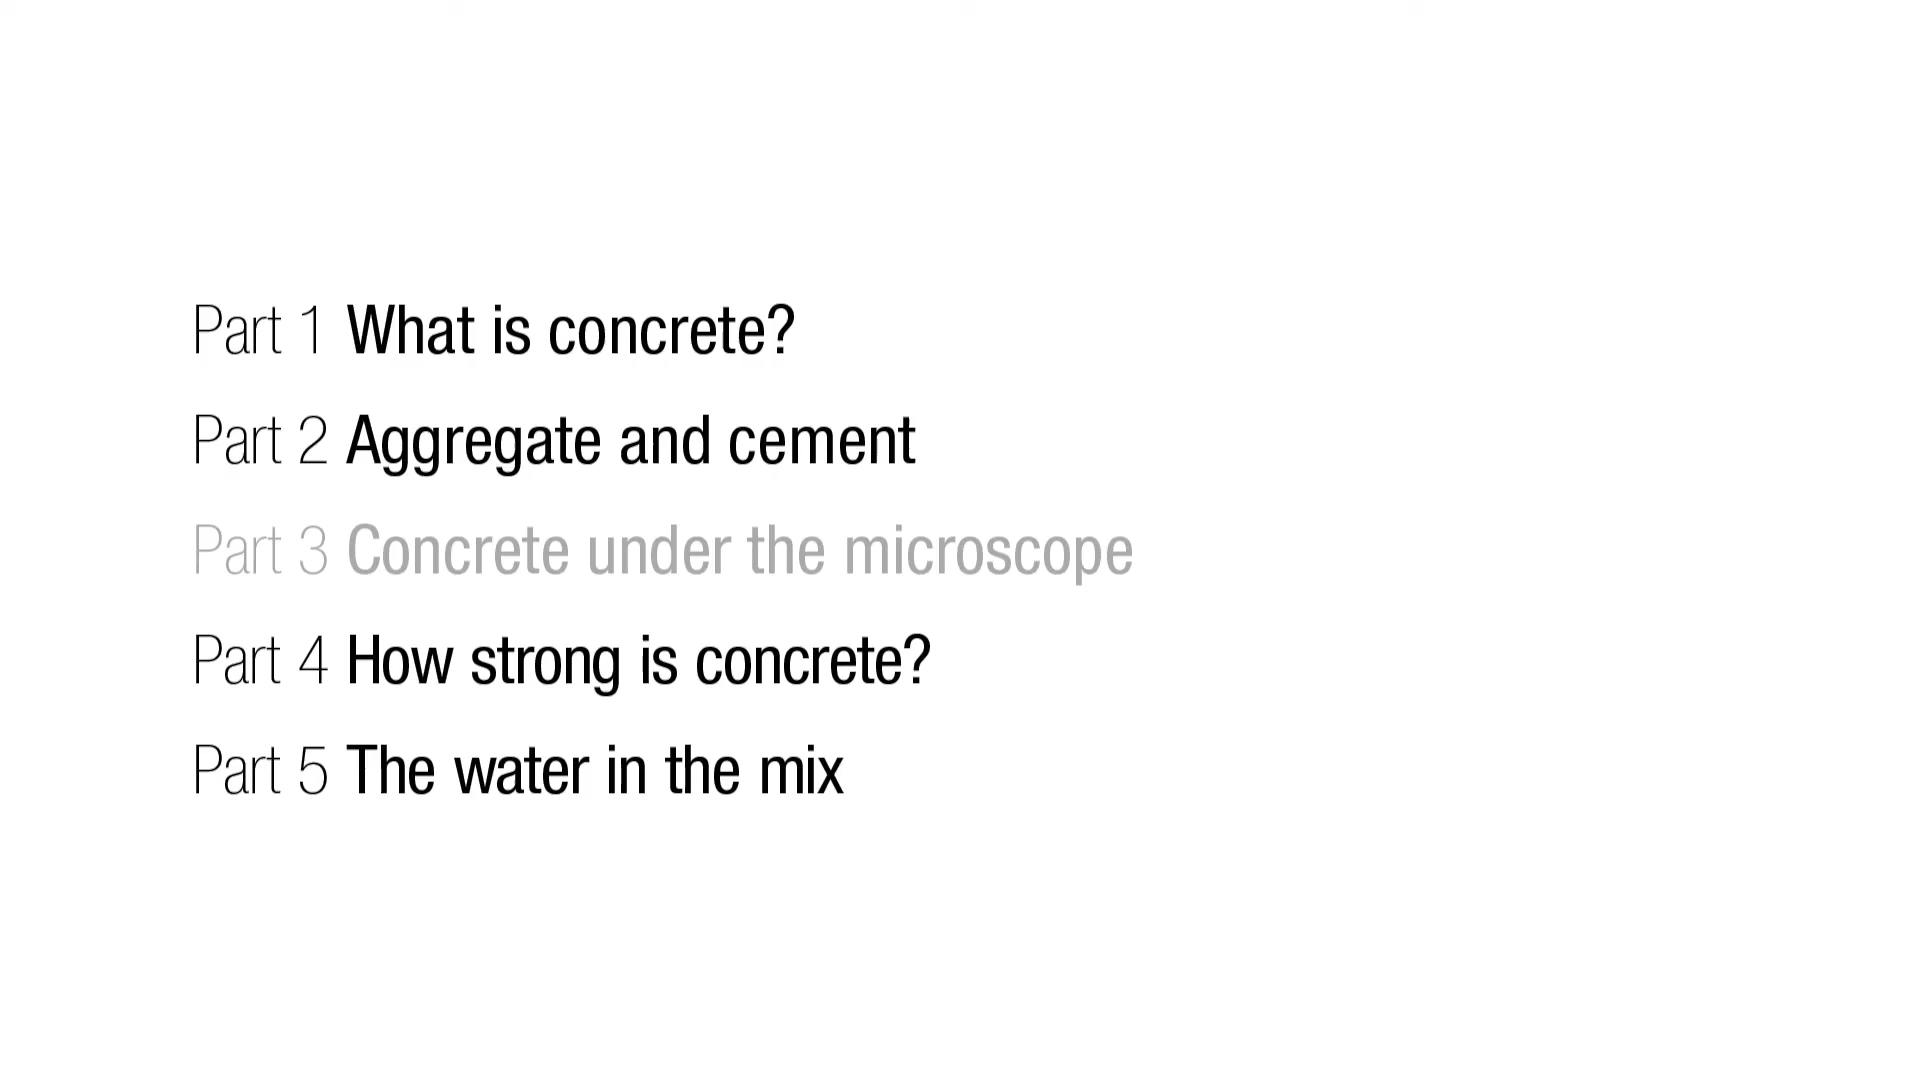 Part 1 What is concrete?
Part 2 Aggregate and cement
Part 3 Concrete under the microscope
Part 4 How strong is concrete?
Part 5 The water in the mix